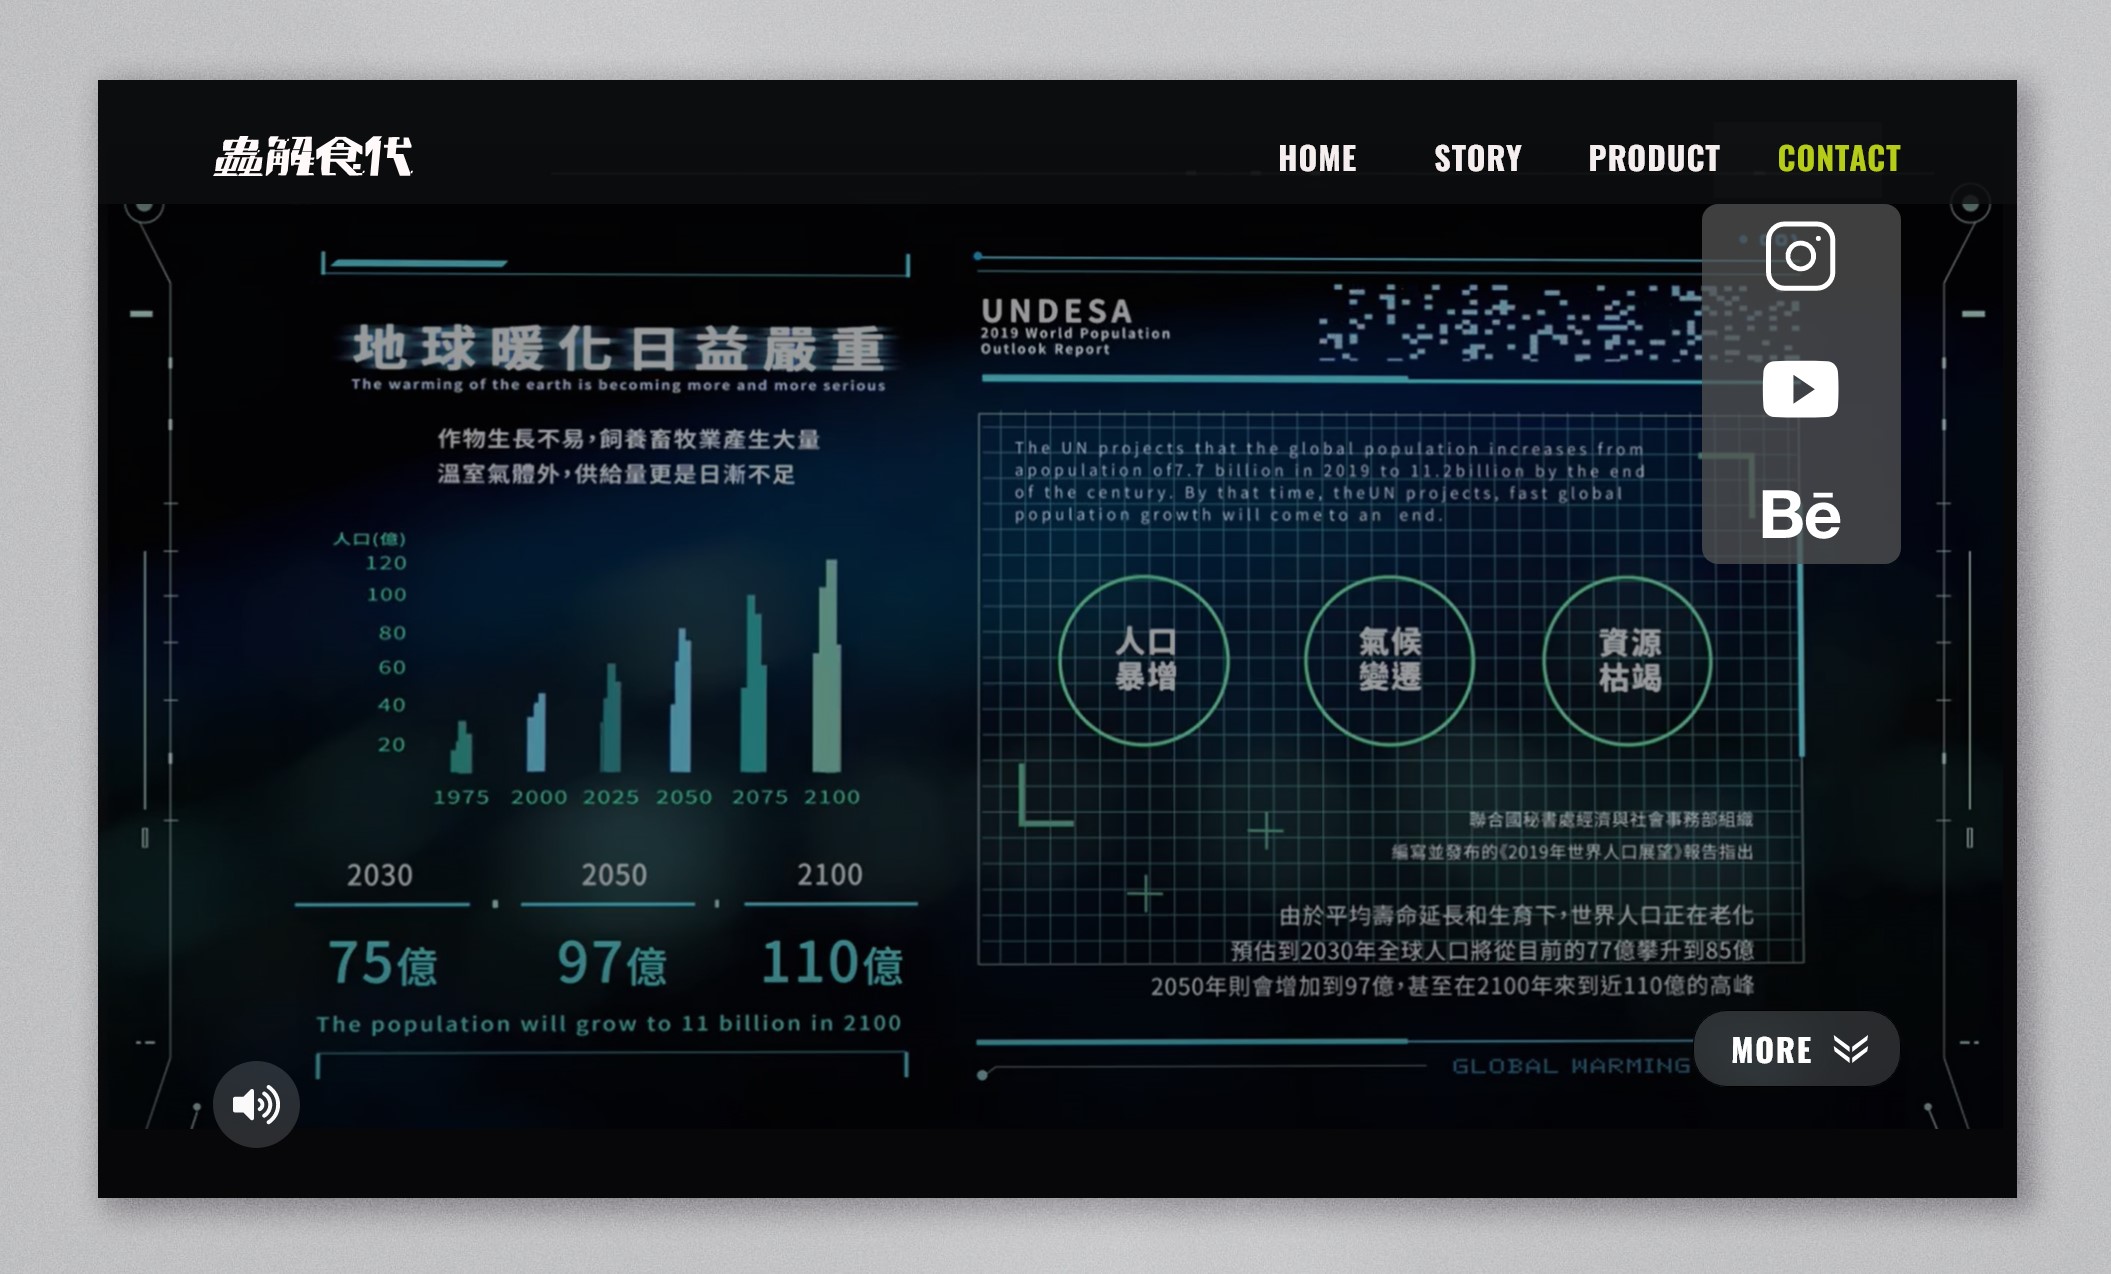 蟲解食代
HOME
STORY
PRODUCT
CONTACT
地球暖化日益嚴重
The warming of the earth is becoming more and more serious
作物生長不易,飼養畜牧業產生大量
溫室氣體外,供給量更是日漸不足
人口(億)
120
100
80
60
40
20
1975 2000 2025 2050 2075 2100
2030 2050 2100
75億 97億 110億
The population will grow to 11 billion in 2100
UNDESA
2019 World Population
Outlook Report
The UN projects that the global population increases from
apopulation of7.7 billion in 2019 to 11.2billion by the end
of the century. By that time, theUN projects, fast global
population growth will come to an end.
人口
暴增
氣候
變遷
資源
枯竭
聯合國秘書處經濟與社會事務部組織
編寫並發布的《2019年世界人口展望》報告指出
由於平均壽命延長和生育下,世界人口正在老化
預估到2030年全球人口將從目前的77億攀升到85億
2050年則會增加到97億,甚至在2100年來到近110億的高峰
GLOBAL WARMING
Bē
MORE